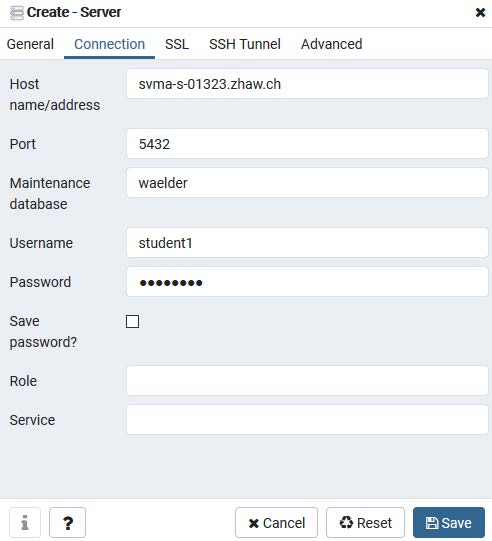 Create - Server
General Connection SSL SSH Tunnel Advanced
Host name/address svma-s-01323.zhaw.ch
Port 5432
Maintenance database waelder
Username student1
Password ••••••••
Save password?
Role
Service
i ? Cancel Reset Save